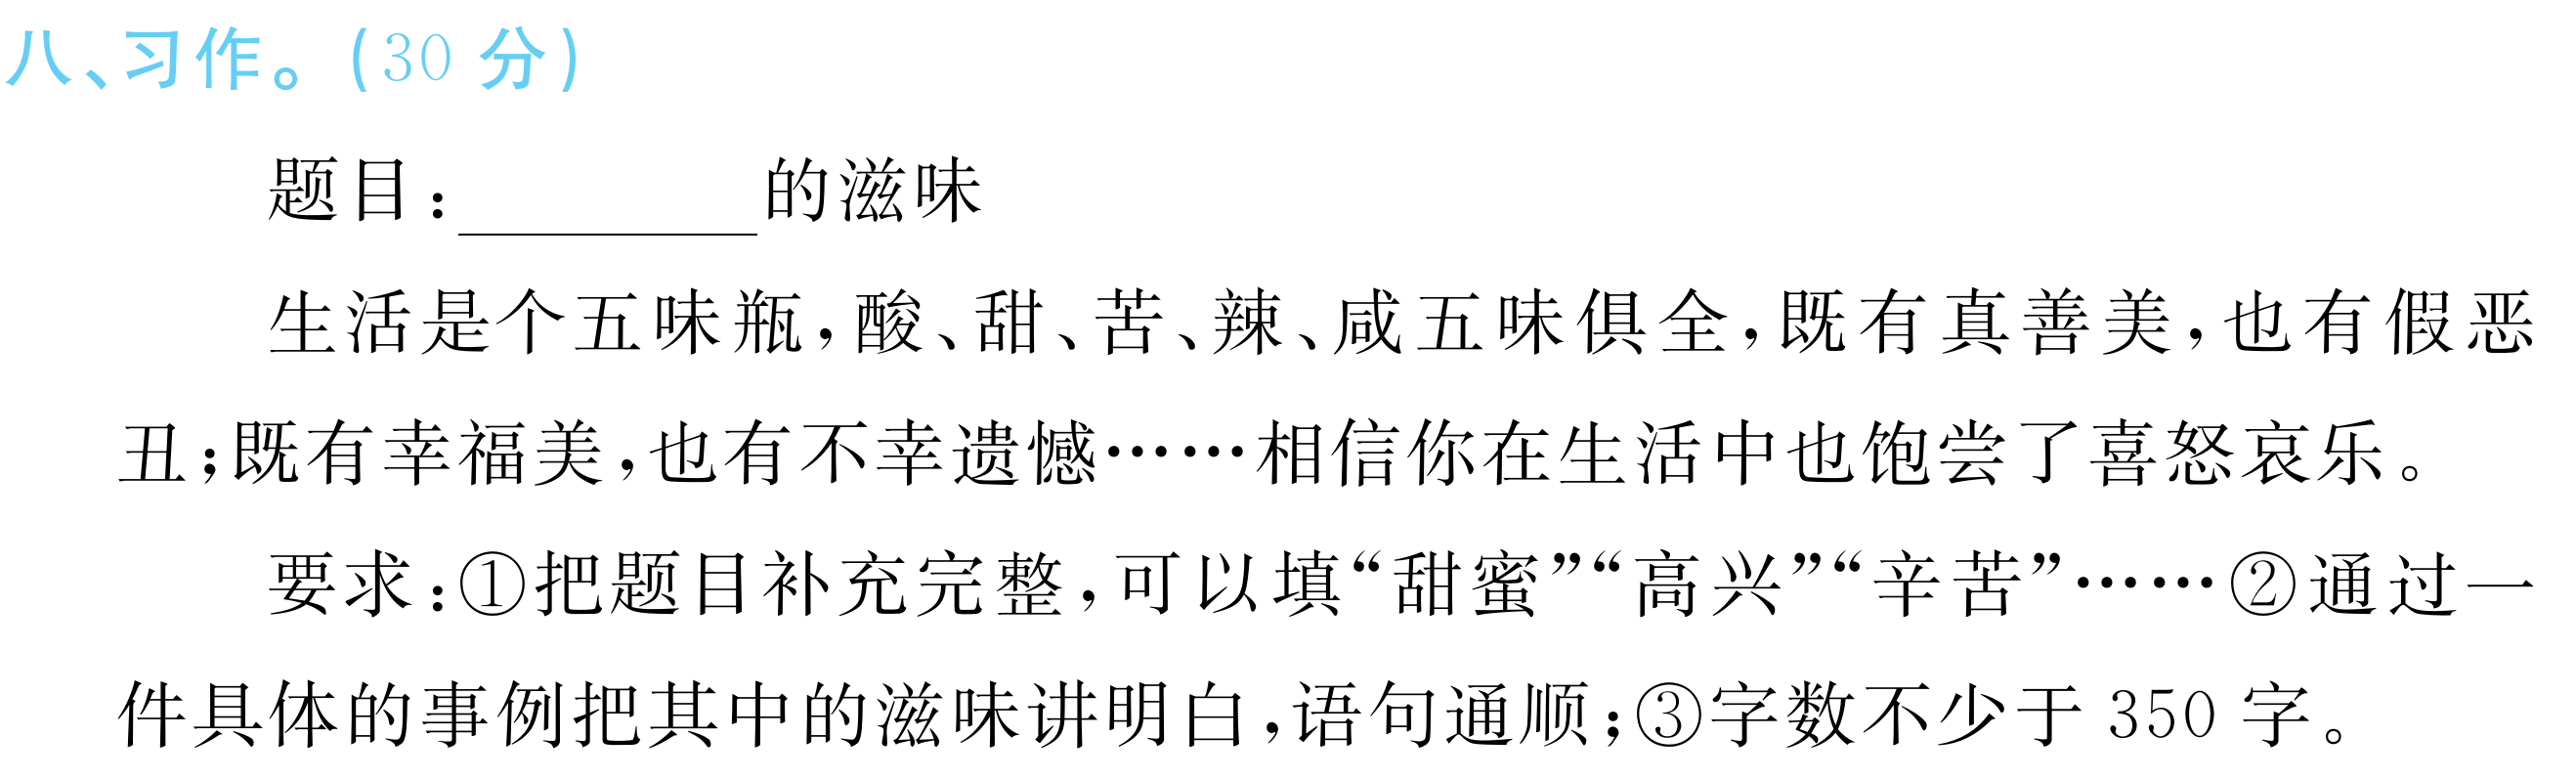 八、习作。(30 分)
题目:________的滋味
生活是个五味瓶,酸、甜、苦、辣、咸五味俱全,既有真善美,也有假恶
丑;既有幸福美,也有不幸遗憾……相信你在生活中也饱尝了喜怒哀乐。
要求:①把题目补充完整,可以填“甜蜜”“高兴”“辛苦”……②通过一
件具体的事例把其中的滋味讲明白,语句通顺;③字数不少于 350 字。